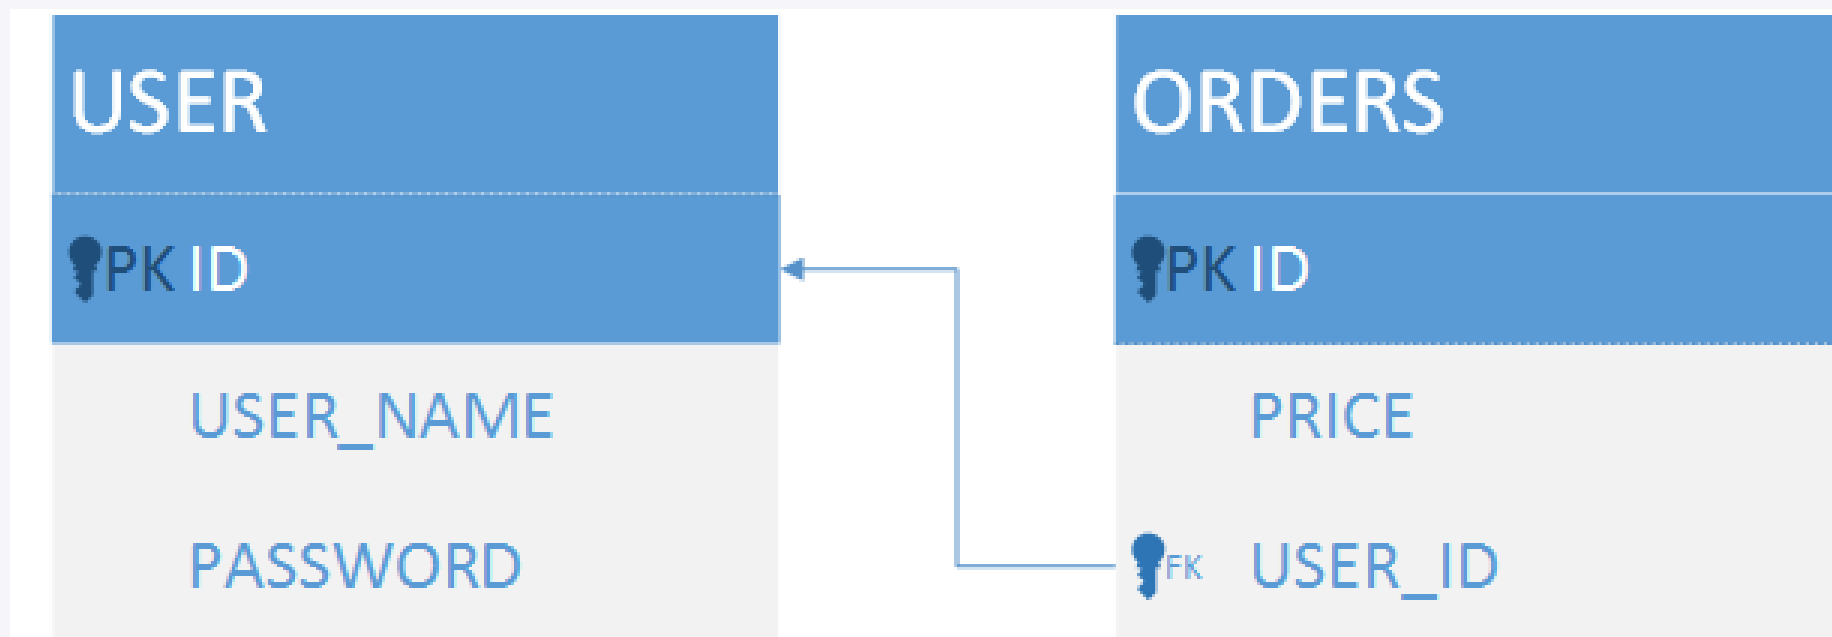 USER
PK ID
USER_NAME
PASSWORD
ORDERS
PK ID
PRICE
FK USER_ID